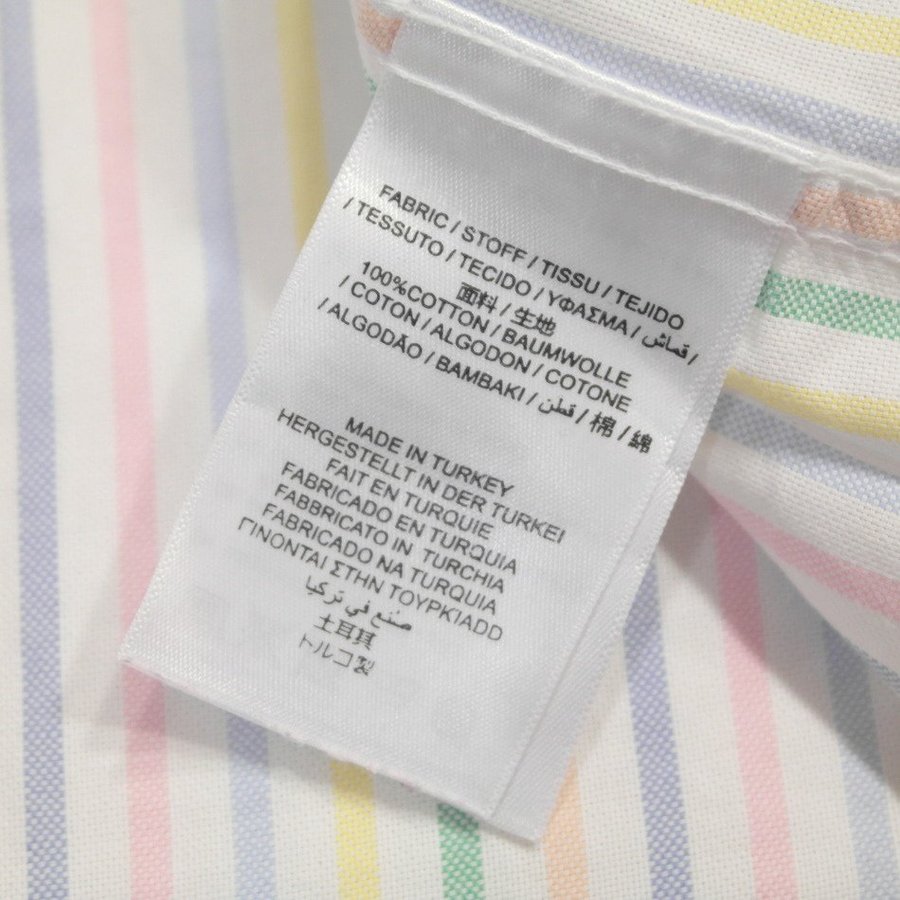 FABRIC / STOFF / TISSU / TEJIDO
/ TESSUTO / TECIDO / ΥΦΑΣΜΑ / قماش /
面料 / 生地
100%COTTON / BAUMWOLLE
/ COTON / ALGODON / COTONE
/ ALGODÃO / BAMBAKI / قطن / 棉 / 綿
MADE IN TURKEY
HERGESTELLT IN DER TURKEI
FAIT EN TURQUIE
FABRICADO EN TURQUIA
FABBRICATO IN TURCHIA
FABRICADO NA TURQUIA
ΓΙΝΟΝΤΑΙ ΣΤΗΝ ΤΟΥΡΚΙΑDD
صُنع في تركيا
土耳其
トルコ製